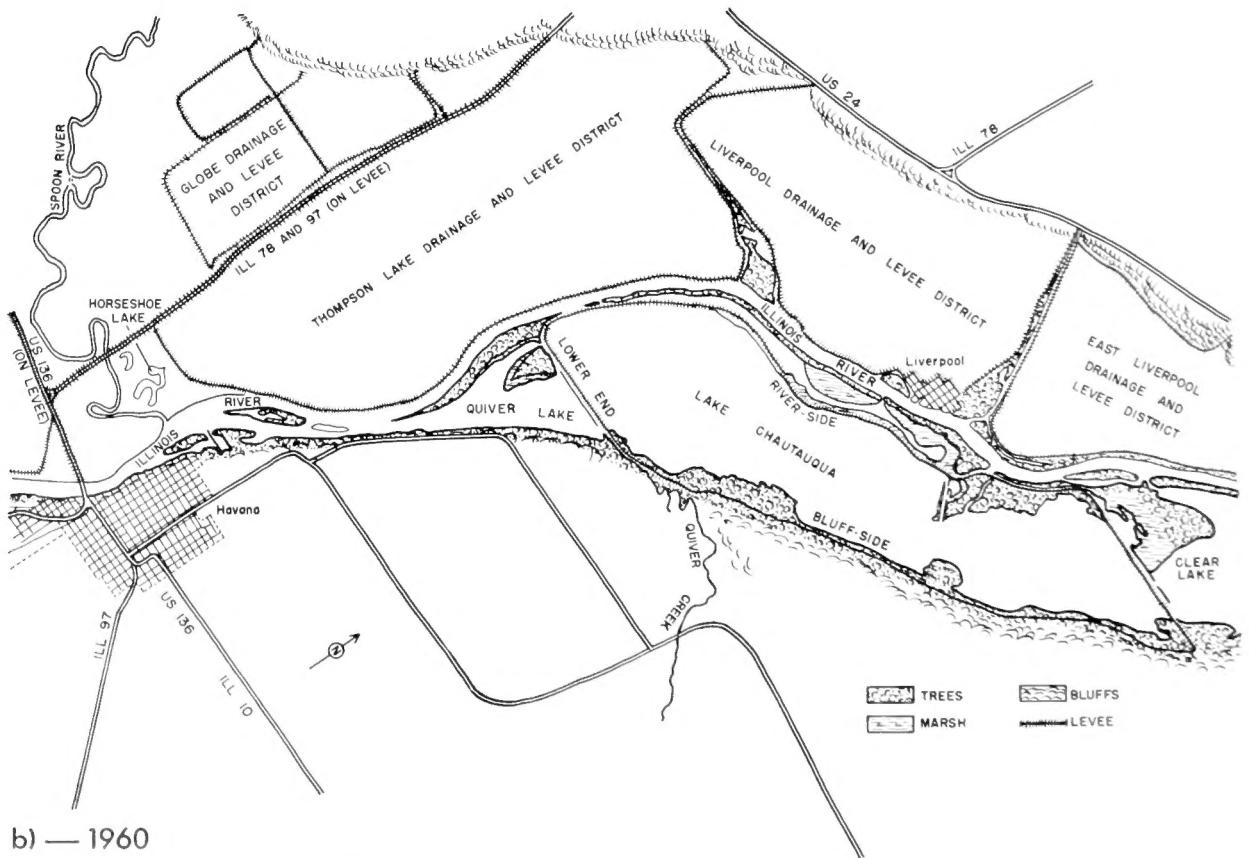 US 24
ILL 78
SPOON RIVER
GLOBE DRAINAGE
AND LEVEE
DISTRICT
ILL 78 AND 97 (ON LEVEE)
THOMPSON LAKE DRAINAGE AND LEVEE DISTRICT
LIVERPOOL DRAINAGE AND LEVEE DISTRICT
HORSESHOE
LAKE
US 136
(ON LEVEE)
ILLINOIS RIVER
Liverpool
EAST LIVERPOOL
DRAINAGE AND
LEVEE DISTRICT
ILLINOIS RIVER
QUIVER LAKE
LOWER END
RIVER-SIDE
LAKE
CHAUTAUQUA
BLUFF-SIDE
CLEAR
LAKE
Havana
QUIVER
CREEK
ILL 97
US 136
ILL 10
N
TREES
BLUFFS
MARSH
LEVEE
b) — 1960